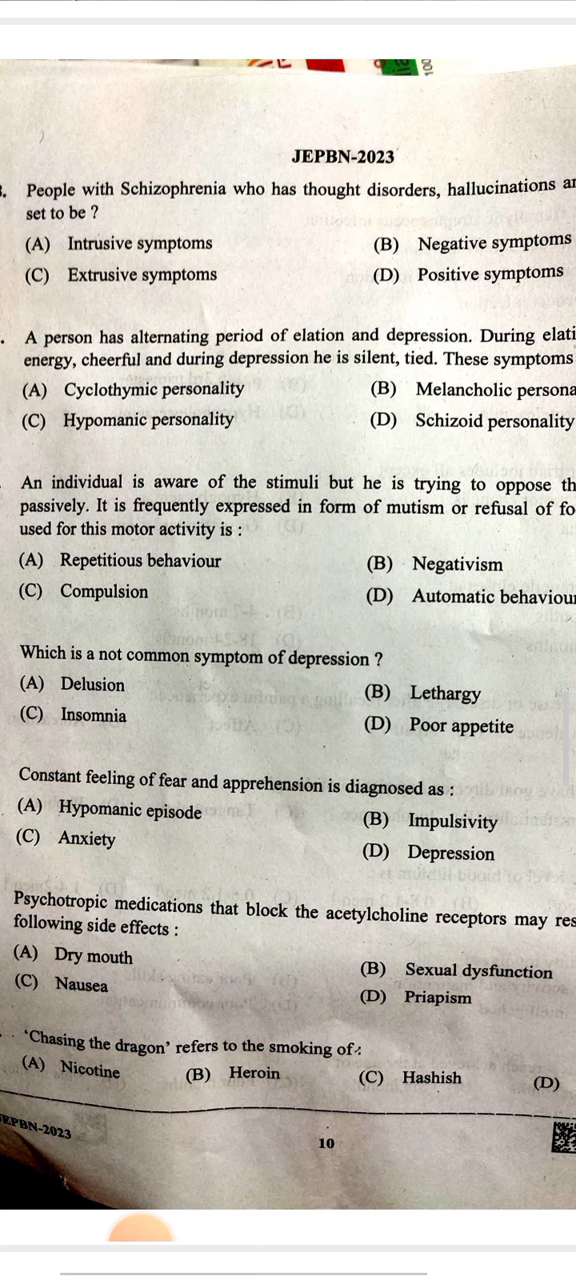 JEPBN-2023
People with Schizophrenia who has thought disorders, hallucinations
set to be ?
(A) Intrusive symptoms (B) Negative symptoms
(C) Extrusive symptoms (D) Positive symptoms
A person has alternating period of elation and depression. During
energy, cheerful and during depression he is silent, tied. These symptoms
(A) Cyclothymic personality (B) Melancholic
(C) Hypomanic personality (D) Schizoid personality
An individual is aware of the stimuli but he is trying to oppose
passively. It is frequently expressed in form of mutism or refusal of
used for this motor activity is :
(A) Repetitious behaviour (B) Negativism
(C) Compulsion (D) Automatic
Which is a not common symptom of depression ?
(A) Delusion (B) Lethargy
(C) Insomnia (D) Poor appetite
Constant feeling of fear and apprehension is diagnosed as :
(A) Hypomanic episode (B) Impulsivity
(C) Anxiety (D) Depression
Psychotropic medications that block the acetylcholine receptors may
following side effects :
(A) Dry mouth (B) Sexual dysfunction
(C) Nausea (D) Priapism
‘Chasing the dragon’ refers to the smoking of :
(A) Nicotine (B) Heroin (C) Hashish (D)
JEPBN-2023 10